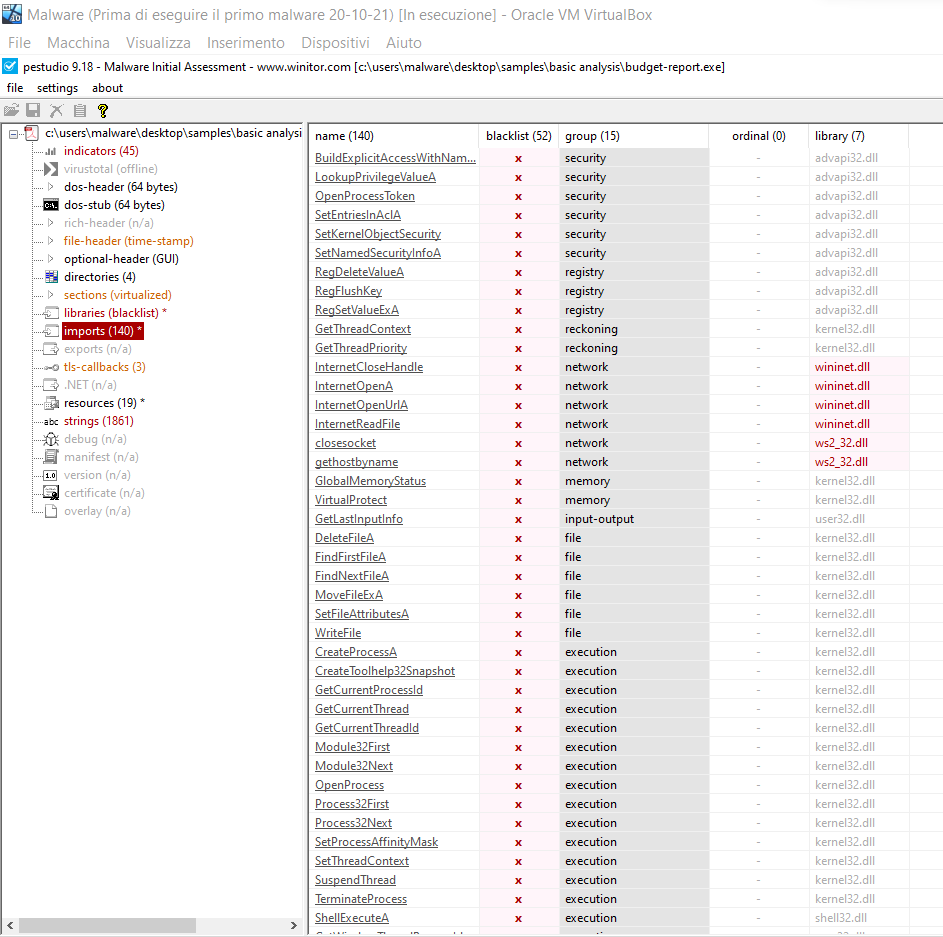 Malware (Prima di eseguire il primo malware 20-10-21) [In esecuzione] - Oracle VM VirtualBox
File Macchina Visualizza Inserimento Dispositivi Aiuto
pestudio 9.18 - Malware Initial Assessment - www.winitor.com [c:\users\malware\desktop\samples\basic analysis\budget-report.exe]
file settings about
c:\users\malware\desktop\samples\basic analysi
indicators (45)
virustotal (offline)
dos-header (64 bytes)
dos-stub (64 bytes)
rich-header (n/a)
file-header (time-stamp)
optional-header (GUI)
directories (4)
sections (virtualized)
libraries (blacklist) *
imports (140) *
exports (n/a)
tls-callbacks (3)
.NET (n/a)
resources (19) *
abc strings (1861)
debug (n/a)
manifest (n/a)
1.0 version (n/a)
certificate (n/a)
overlay (n/a)
name (140) blacklist (52) group (15) ordinal (0) library (7)
BuildExplicitAccessWithNam... x security - advapi32.dll
LookupPrivilegeValueA x security - advapi32.dll
OpenProcessToken x security - advapi32.dll
SetEntriesInAclA x security - advapi32.dll
SetKernelObjectSecurity x security - advapi32.dll
SetNamedSecurityInfoA x security - advapi32.dll
RegDeleteValueA x registry - advapi32.dll
RegFlushKey x registry - advapi32.dll
RegSetValueExA x registry - advapi32.dll
GetThreadContext x reckoning - kernel32.dll
GetThreadPriority x reckoning - kernel32.dll
InternetCloseHandle x network - wininet.dll
InternetOpenA x network - wininet.dll
InternetOpenUrlA x network - wininet.dll
InternetReadFile x network - wininet.dll
closesocket x network - ws2_32.dll
gethostbyname x network - ws2_32.dll
GlobalMemoryStatus x memory - kernel32.dll
VirtualProtect x memory - kernel32.dll
GetLastInputInfo x input-output - user32.dll
DeleteFileA x file - kernel32.dll
FindFirstFileA x file - kernel32.dll
FindNextFileA x file - kernel32.dll
MoveFileExA x file - kernel32.dll
SetFileAttributesA x file - kernel32.dll
WriteFile x file - kernel32.dll
CreateProcessA x execution - kernel32.dll
CreateToolhelp32Snapshot x execution - kernel32.dll
GetCurrentProcessId x execution - kernel32.dll
GetCurrentThread x execution - kernel32.dll
GetCurrentThreadId x execution - kernel32.dll
Module32First x execution - kernel32.dll
Module32Next x execution - kernel32.dll
OpenProcess x execution - kernel32.dll
Process32First x execution - kernel32.dll
Process32Next x execution - kernel32.dll
SetProcessAffinityMask x execution - kernel32.dll
SetThreadContext x execution - kernel32.dll
SuspendThread x execution - kernel32.dll
TerminateProcess x execution - kernel32.dll
ShellExecuteA x execution - shell32.dll